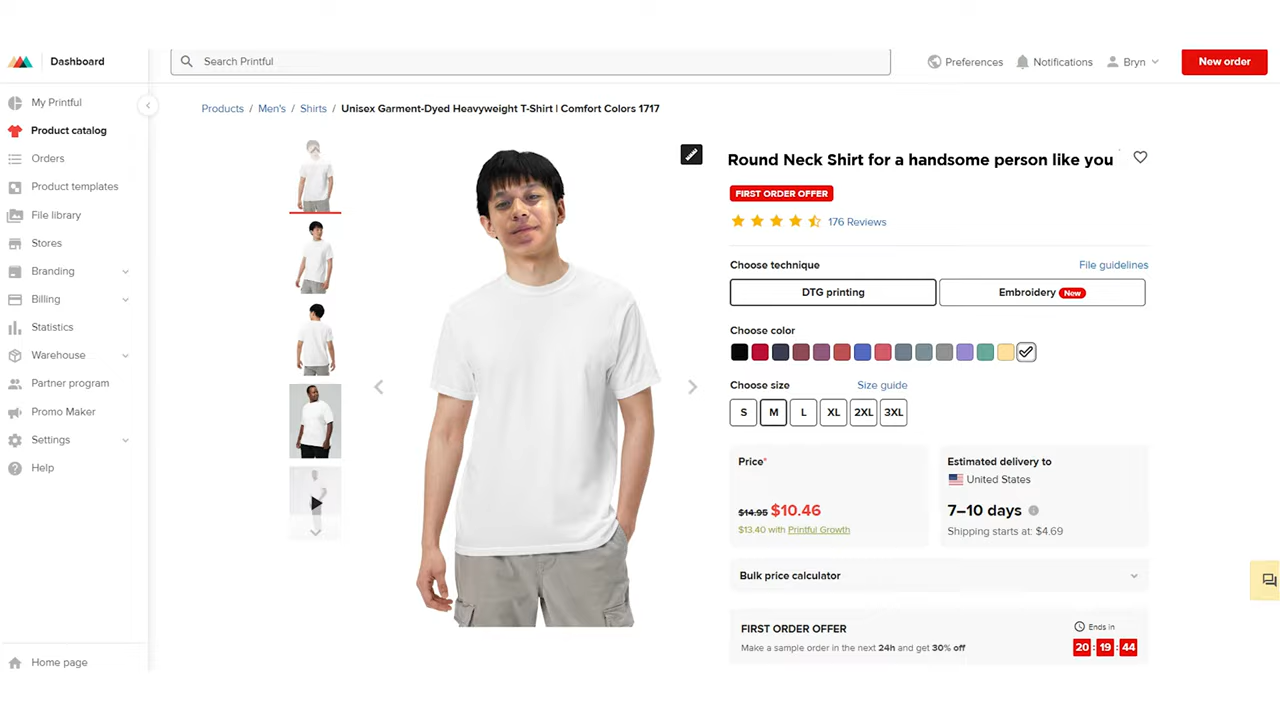 Dashboard
Search Printful
Preferences
Notifications
Bryn
New order
My Printful
Product catalog
Orders
Product templates
File library
Stores
Branding
Billing
Statistics
Warehouse
Partner program
Promo Maker
Settings
Help
Home page
Products / Men's / Shirts / Unisex Garment-Dyed Heavyweight T-Shirt | Comfort Colors 1717
Round Neck Shirt for a handsome person like you
FIRST ORDER OFFER
176 Reviews
Choose technique
File guidelines
DTG printing
Embroidery New
Choose color
Choose size
Size guide
S M L XL 2XL 3XL
Price*
$14.95 $10.46
$13.40 with Printful Growth
Estimated delivery to
United States
7–10 days
Shipping starts at: $4.69
Bulk price calculator
FIRST ORDER OFFER
Make a sample order in the next 24h and get 30% off
Ends in
20 : 19 : 44